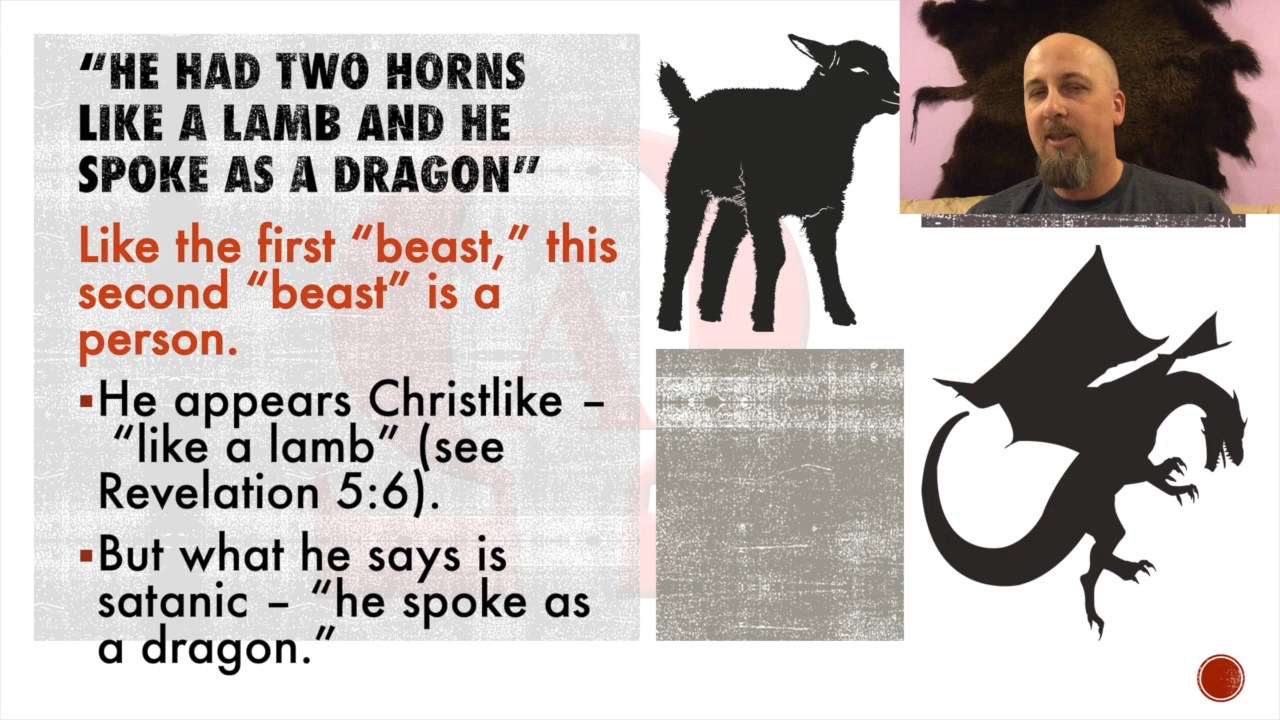 “HE HAD TWO HORNS
LIKE A LAMB AND HE
SPOKE AS A DRAGON”
Like the first “beast,” this
second “beast” is a
person.
▪He appears Christlike –
“like a lamb” (see
Revelation 5:6).
▪But what he says is
satanic – “he spoke as
a dragon.”